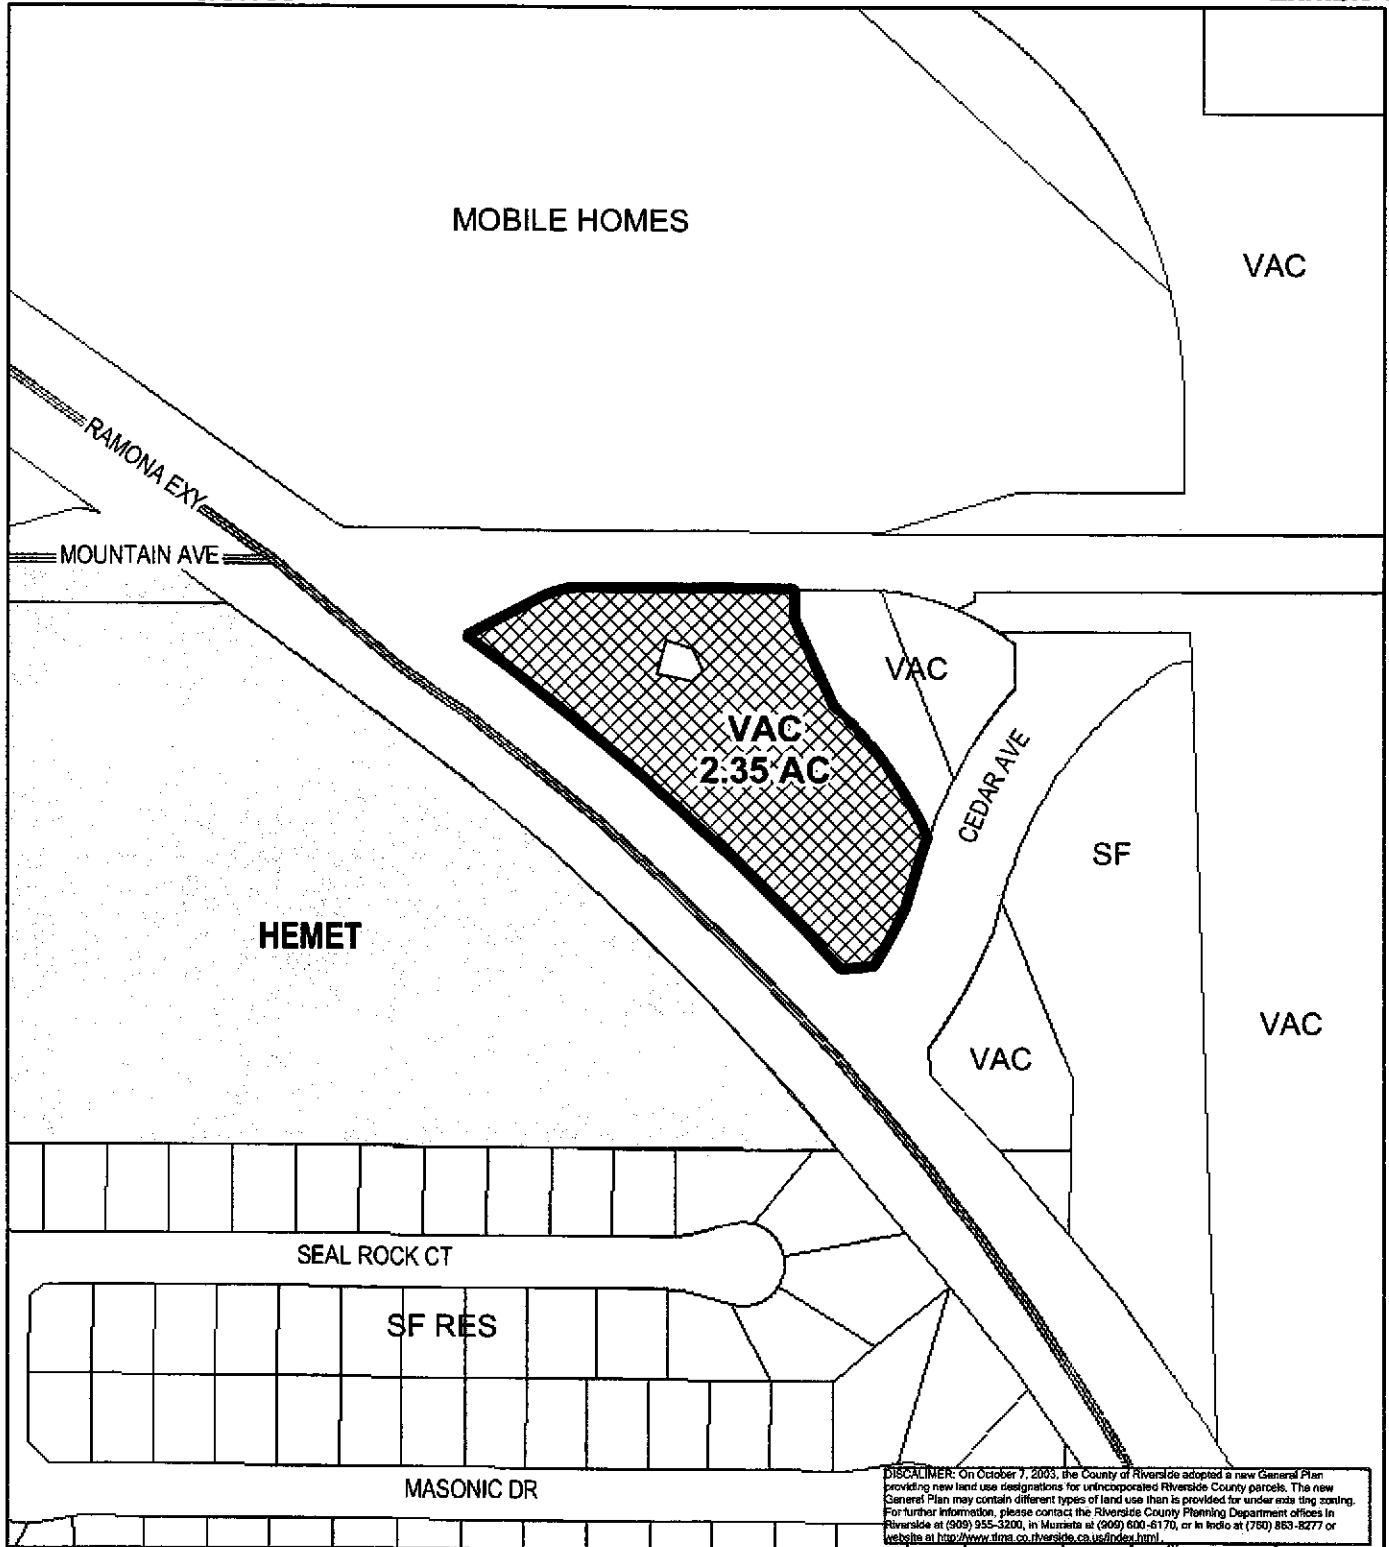 MOBILE HOMES
VAC
RAMONA EXY
MOUNTAIN AVE
VAC
VAC
2.35 AC
CEDAR AVE
SF
HEMET
VAC
VAC
SEAL ROCK CT
SF RES
MASONIC DR
DISCALIMER: On October 7, 2003, the County of Riverside adopted a new General Plan
providing new land use designations for unincorporated Riverside County parcels. The new
General Plan may contain different types of land use than is provided for under existing zoning.
For further information, please contact the Riverside County Planning Department offices in
Riverside at (909) 955-3200, in Murrieta at (909) 600-6170, or in Indio at (760) 863-8277 or
website at http://www.tlma.co.riverside.ca.us/index.html.